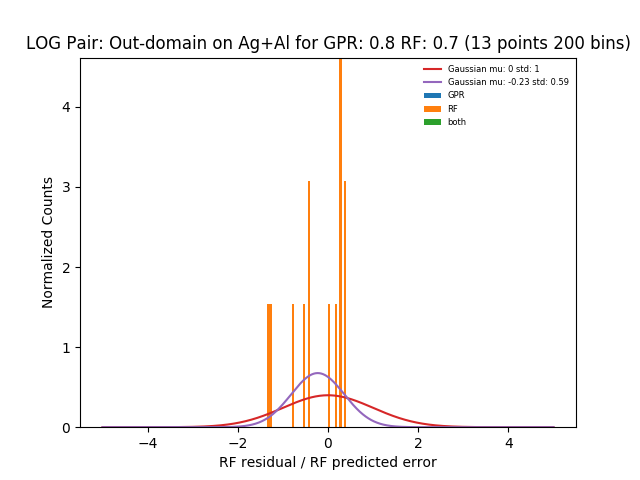 LOG Pair: Out-domain on Ag+Al for GPR: 0.8 RF: 0.7 (13 points 200 bins)
Gaussian mu: 0 std: 1
Gaussian mu: -0.23 std: 0.59
GPR
RF
both
Normalized Counts
4
3
2
1
0
−4
−2
0
2
4
RF residual / RF predicted error